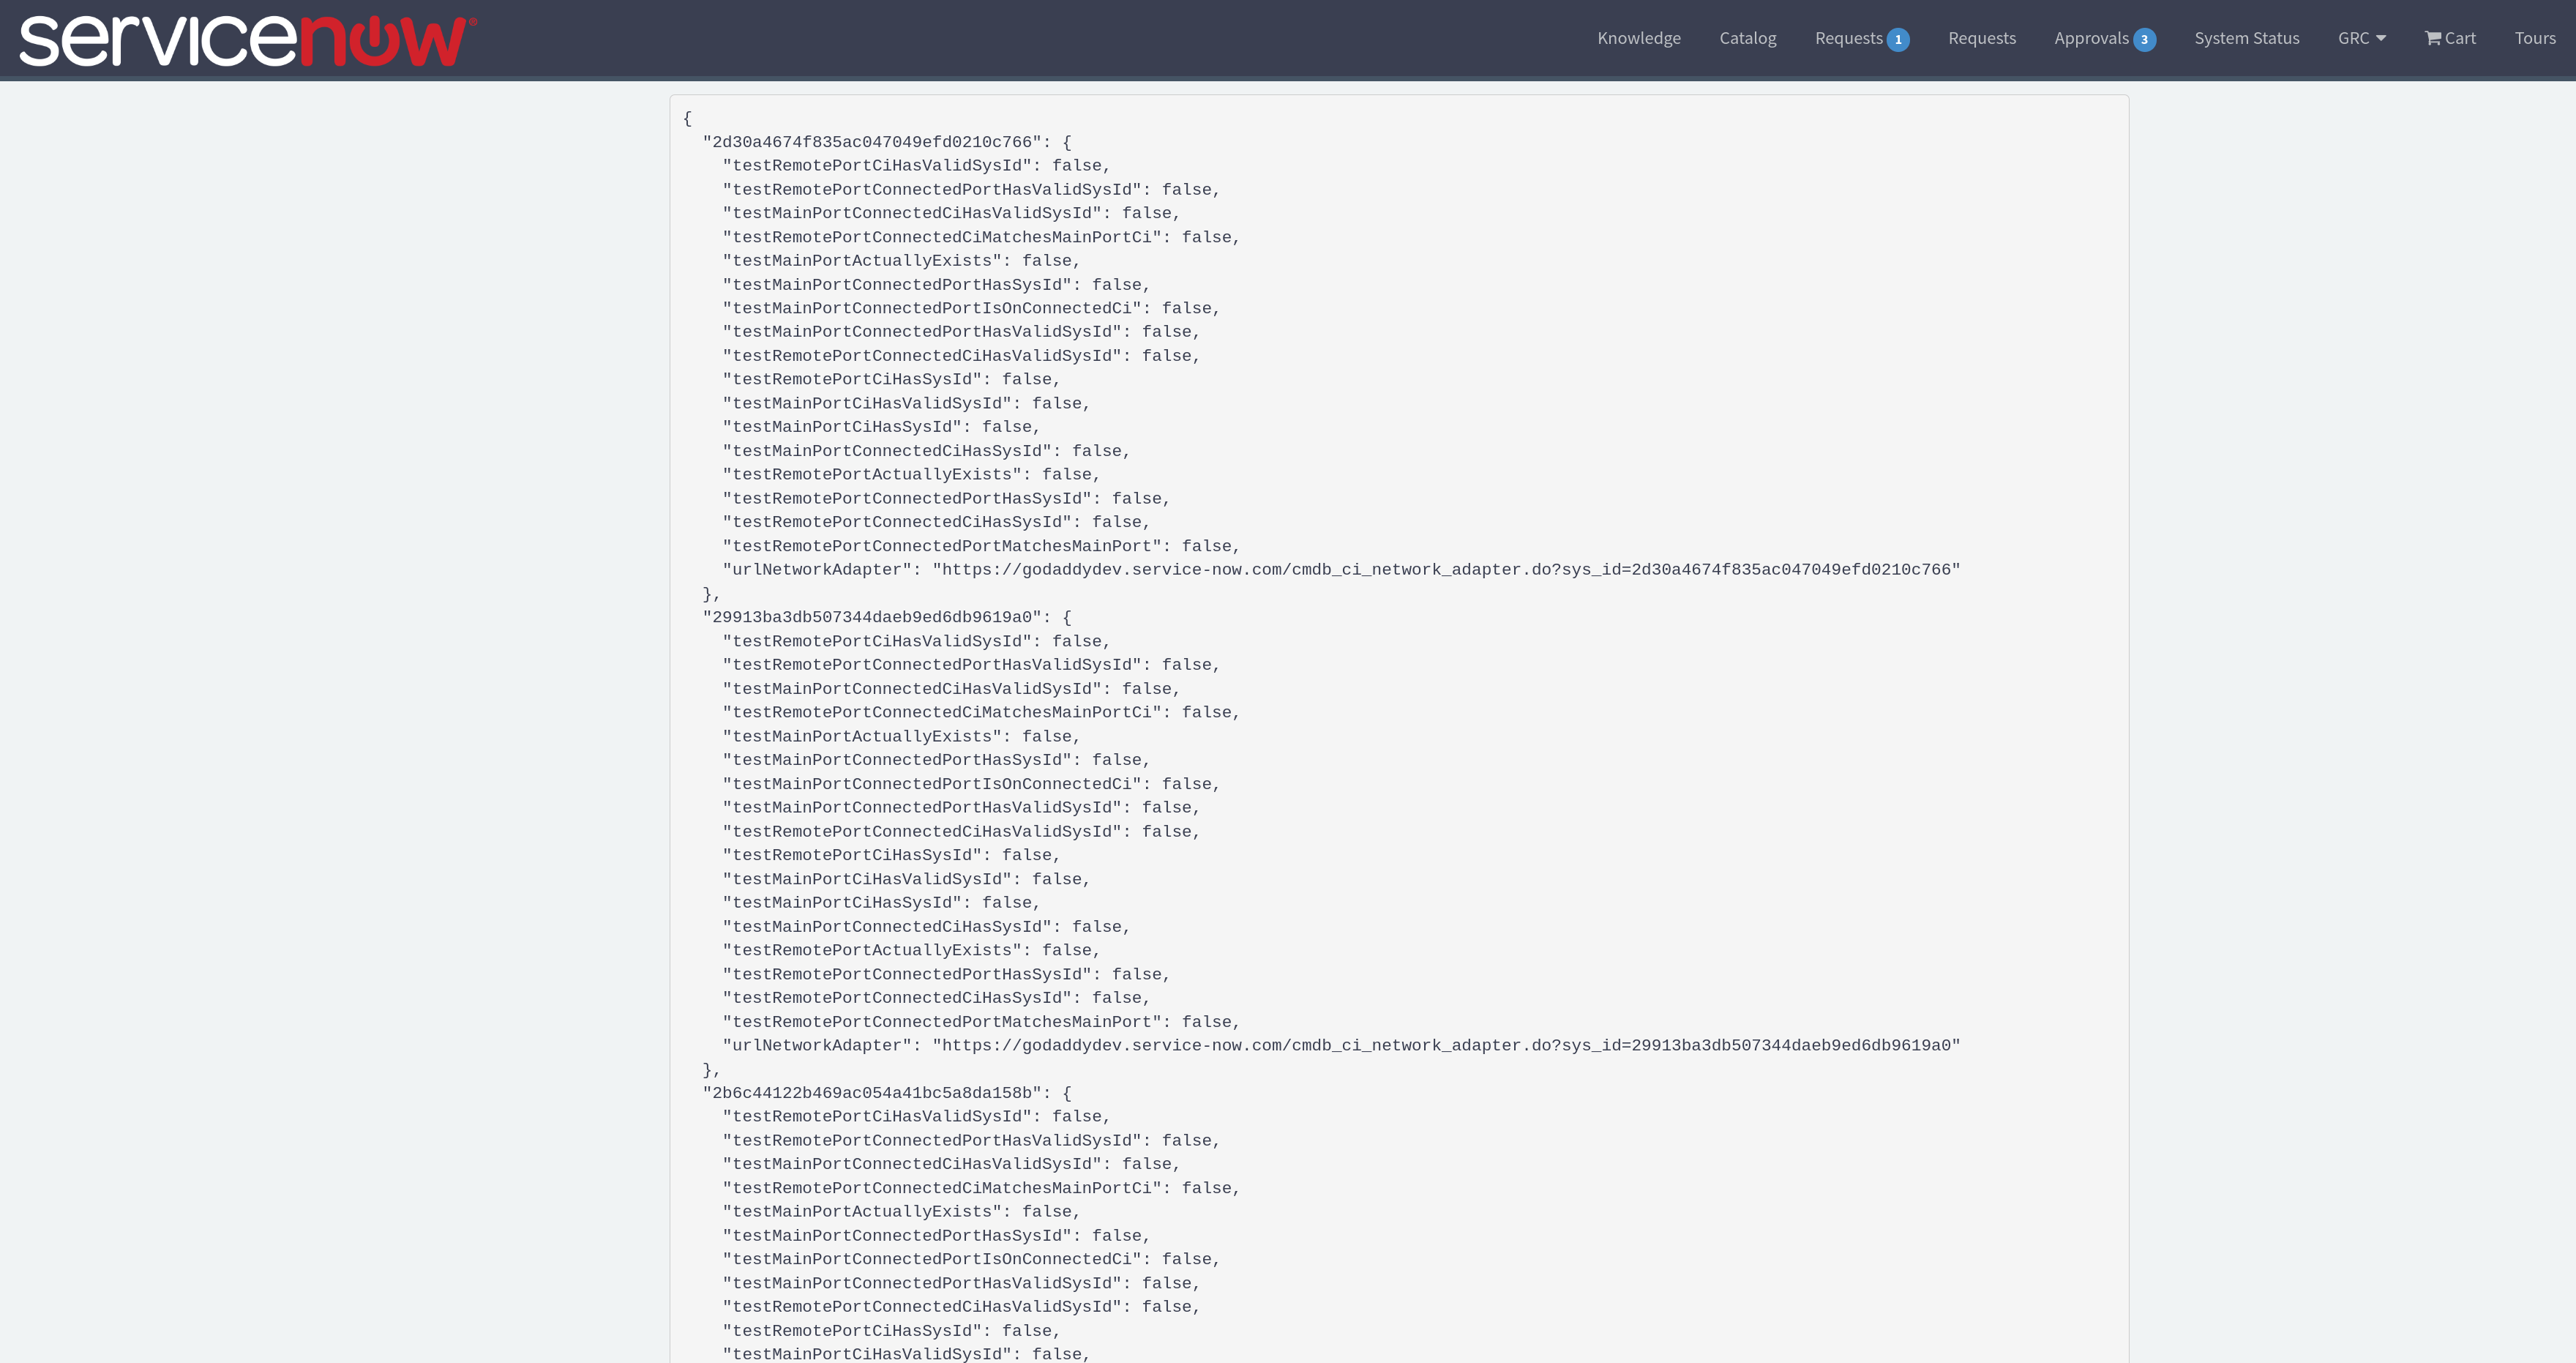 servicenow®
Knowledge Catalog Requests 1 Requests Approvals 3 System Status GRC Cart Tours
{
"2d30a4674f835ac047049efd0210c766": {
"testRemotePortCiHasValidSysId": false,
"testRemotePortConnectedPortHasValidSysId": false,
"testMainPortConnectedCiHasValidSysId": false,
"testRemotePortConnectedCiMatchesMainPortCi": false,
"testMainPortActuallyExists": false,
"testMainPortConnectedPortHasSysId": false,
"testMainPortConnectedPortIsOnConnectedCi": false,
"testMainPortConnectedPortHasValidSysId": false,
"testRemotePortConnectedCiHasValidSysId": false,
"testRemotePortCiHasSysId": false,
"testMainPortCiHasValidSysId": false,
"testMainPortCiHasSysId": false,
"testMainPortConnectedCiHasSysId": false,
"testRemotePortActuallyExists": false,
"testRemotePortConnectedPortHasSysId": false,
"testRemotePortConnectedCiHasSysId": false,
"testRemotePortConnectedPortMatchesMainPort": false,
"urlNetworkAdapter": "https://godaddydev.service-now.com/cmdb_ci_network_adapter.do?sys_id=2d30a4674f835ac047049efd0210c766"
},
"29913ba3db507344daeb9ed6db9619a0": {
"testRemotePortCiHasValidSysId": false,
"testRemotePortConnectedPortHasValidSysId": false,
"testMainPortConnectedCiHasValidSysId": false,
"testRemotePortConnectedCiMatchesMainPortCi": false,
"testMainPortActuallyExists": false,
"testMainPortConnectedPortHasSysId": false,
"testMainPortConnectedPortIsOnConnectedCi": false,
"testMainPortConnectedPortHasValidSysId": false,
"testRemotePortConnectedCiHasValidSysId": false,
"testRemotePortCiHasSysId": false,
"testMainPortCiHasValidSysId": false,
"testMainPortCiHasSysId": false,
"testMainPortConnectedCiHasSysId": false,
"testRemotePortActuallyExists": false,
"testRemotePortConnectedPortHasSysId": false,
"testRemotePortConnectedCiHasSysId": false,
"testRemotePortConnectedPortMatchesMainPort": false,
"urlNetworkAdapter": "https://godaddydev.service-now.com/cmdb_ci_network_adapter.do?sys_id=29913ba3db507344daeb9ed6db9619a0"
},
"2b6c44122b469ac054a41bc5a8da158b": {
"testRemotePortCiHasValidSysId": false,
"testRemotePortConnectedPortHasValidSysId": false,
"testMainPortConnectedCiHasValidSysId": false,
"testRemotePortConnectedCiMatchesMainPortCi": false,
"testMainPortActuallyExists": false,
"testMainPortConnectedPortHasSysId": false,
"testMainPortConnectedPortIsOnConnectedCi": false,
"testMainPortConnectedPortHasValidSysId": false,
"testRemotePortConnectedCiHasValidSysId": false,
"testRemotePortCiHasSysId": false,
"testMainPortCiHasValidSysId": false,